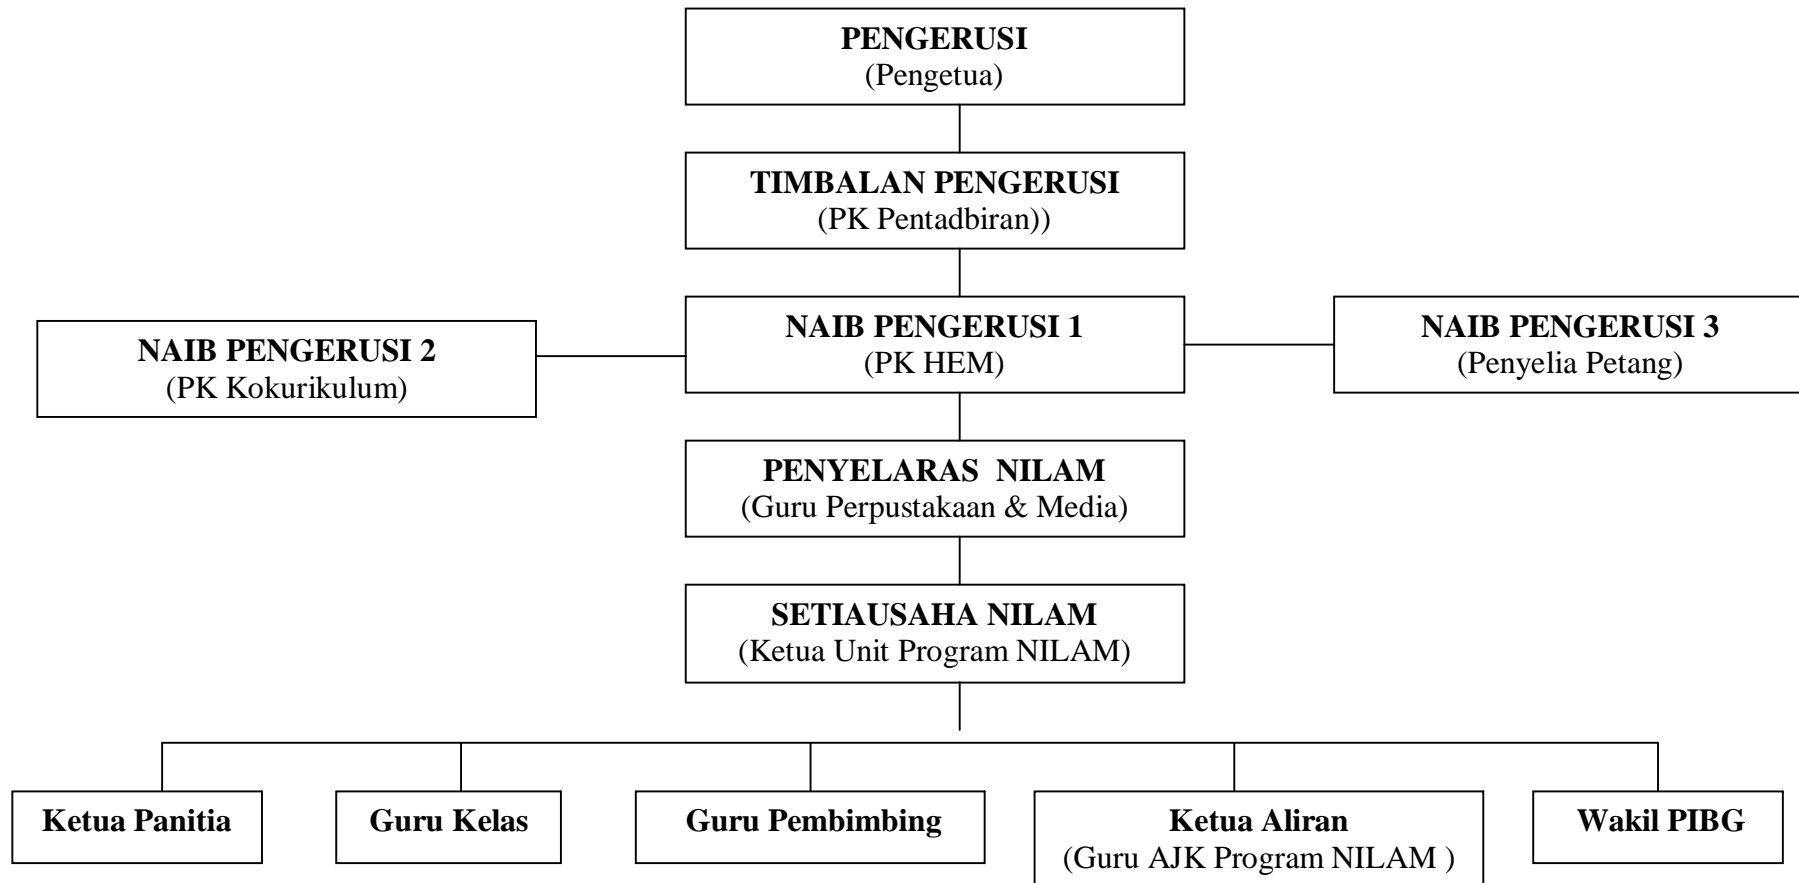 PENGERUSI
(Pengetua)
TIMBALAN PENGERUSI
(PK Pentadbiran))
NAIB PENGERUSI 2
(PK Kokurikulum)
NAIB PENGERUSI 1
(PK HEM)
NAIB PENGERUSI 3
(Penyelia Petang)
PENYELARAS NILAM
(Guru Perpustakaan & Media)
SETIAUSAHA NILAM
(Ketua Unit Program NILAM)
Ketua Panitia
Guru Kelas
Guru Pembimbing
Ketua Aliran
(Guru AJK Program NILAM )
Wakil PIBG